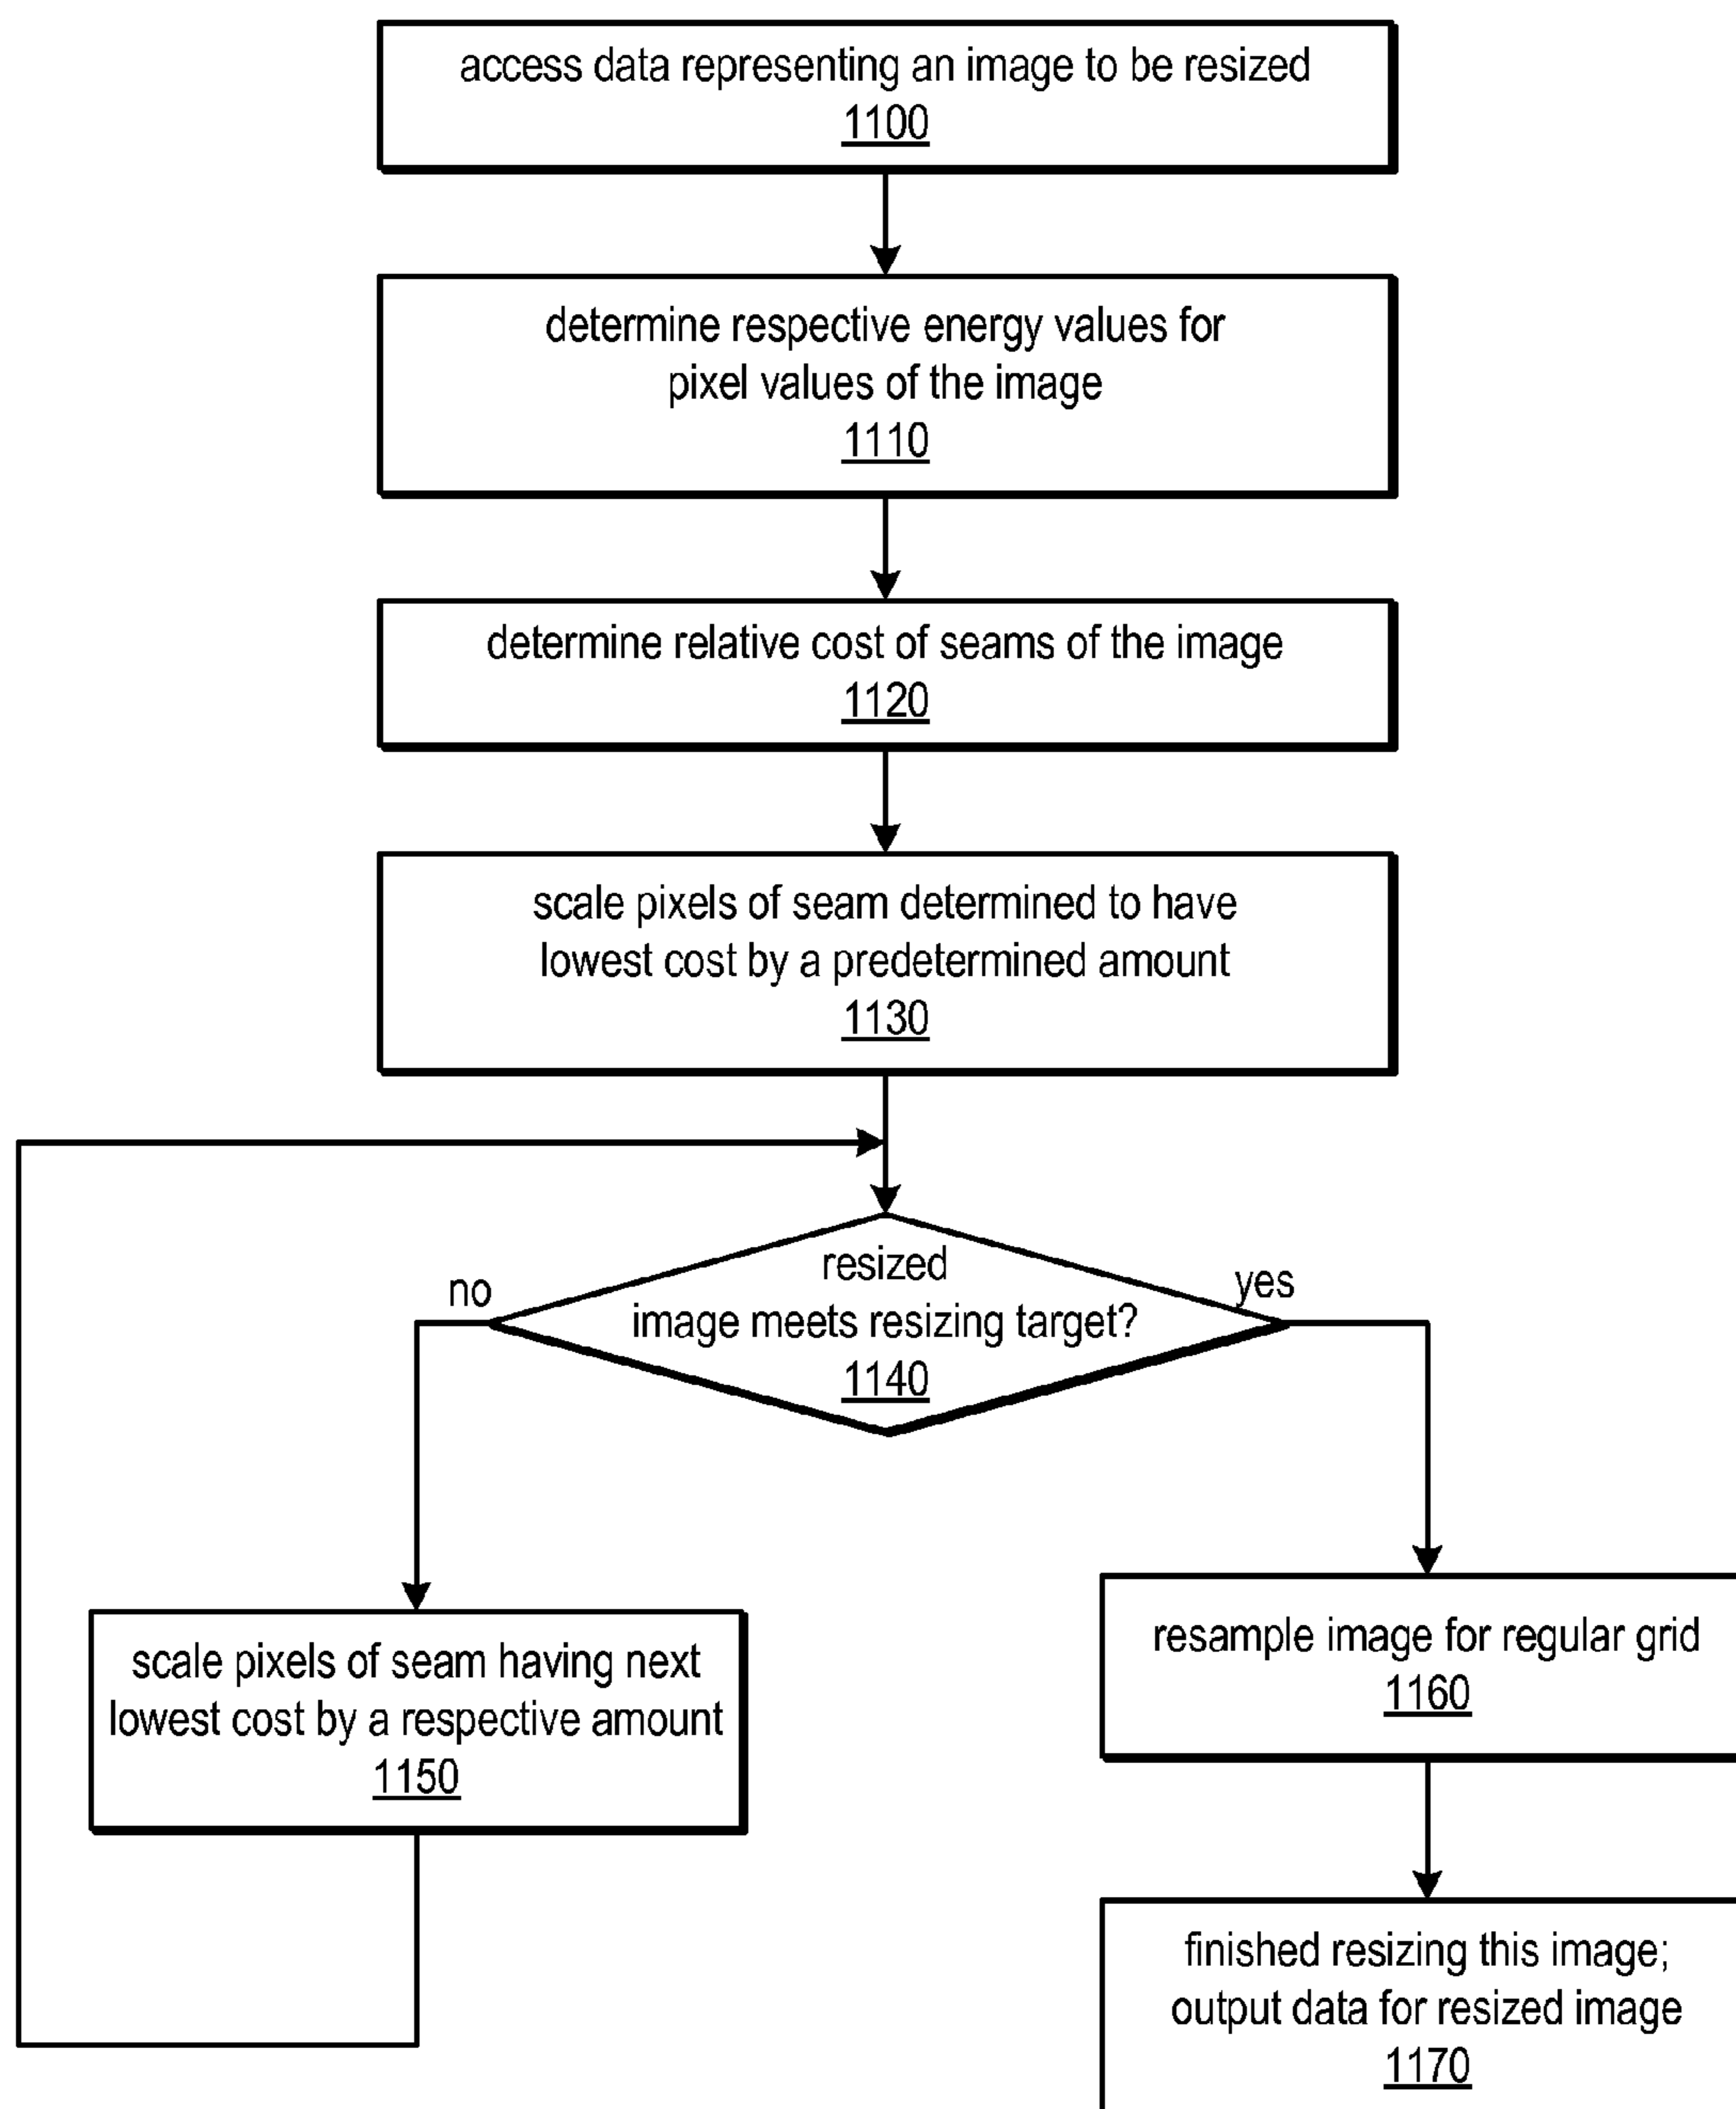 access data representing an image to be resized
1100
determine respective energy values for
pixel values of the image
1110
determine relative cost of seams of the image
1120
scale pixels of seam determined to have
lowest cost by a predetermined amount
1130
resized
image meets resizing target?
1140
no
yes
scale pixels of seam having next
lowest cost by a respective amount
1150
resample image for regular grid
1160
finished resizing this image;
output data for resized image
1170